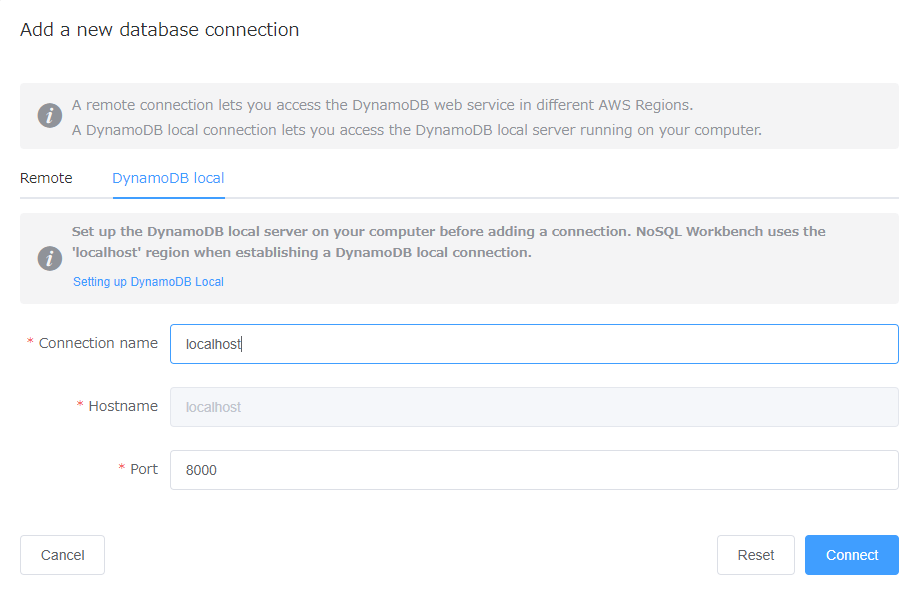 Add a new database connection
A remote connection lets you access the DynamoDB web service in different AWS Regions.
A DynamoDB local connection lets you access the DynamoDB local server running on your computer.
Remote
DynamoDB local
Set up the DynamoDB local server on your computer before adding a connection. NoSQL Workbench uses the
'localhost' region when establishing a DynamoDB local connection.
Setting up DynamoDB Local
* Connection name
localhost
* Hostname
localhost
* Port
8000
Cancel
Reset
Connect